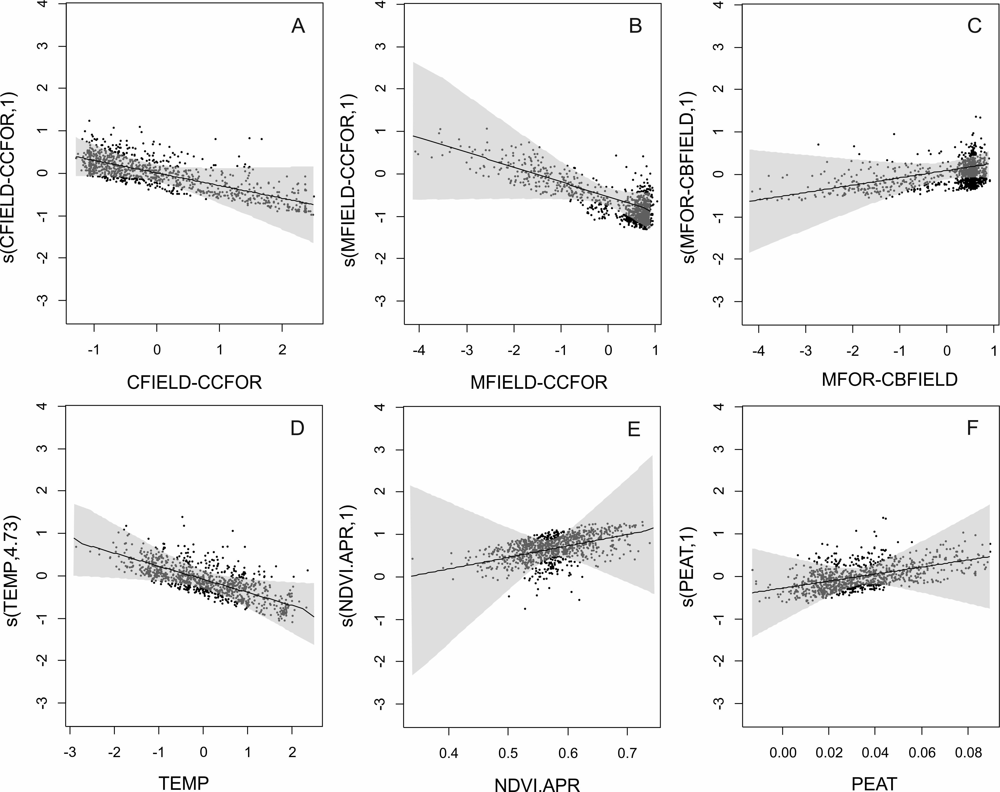 A
4
3
2
1
0
-1
-2
-3
s(CFIELD-CCFOR,1)
-1 0 1 2
CFIELD-CCFOR
B
4
3
2
1
0
-1
-2
-3
s(MFIELD-CCFOR,1)
-4 -3 -2 -1 0 1
MFIELD-CCFOR
C
4
3
2
1
0
-1
-2
-3
s(MFOR-CBFIELD,1)
-4 -3 -2 -1 0 1
MFOR-CBFIELD
D
4
3
2
1
0
-1
-2
-3
s(TEMP,4.73)
-3 -2 -1 0 1 2
TEMP
E
4
3
2
1
0
-1
-2
-3
s(NDVI.APR,1)
0.4 0.5 0.6 0.7
NDVI.APR
F
4
3
2
1
0
-1
-2
-3
s(PEAT,1)
0.00 0.02 0.04 0.06 0.08
PEAT